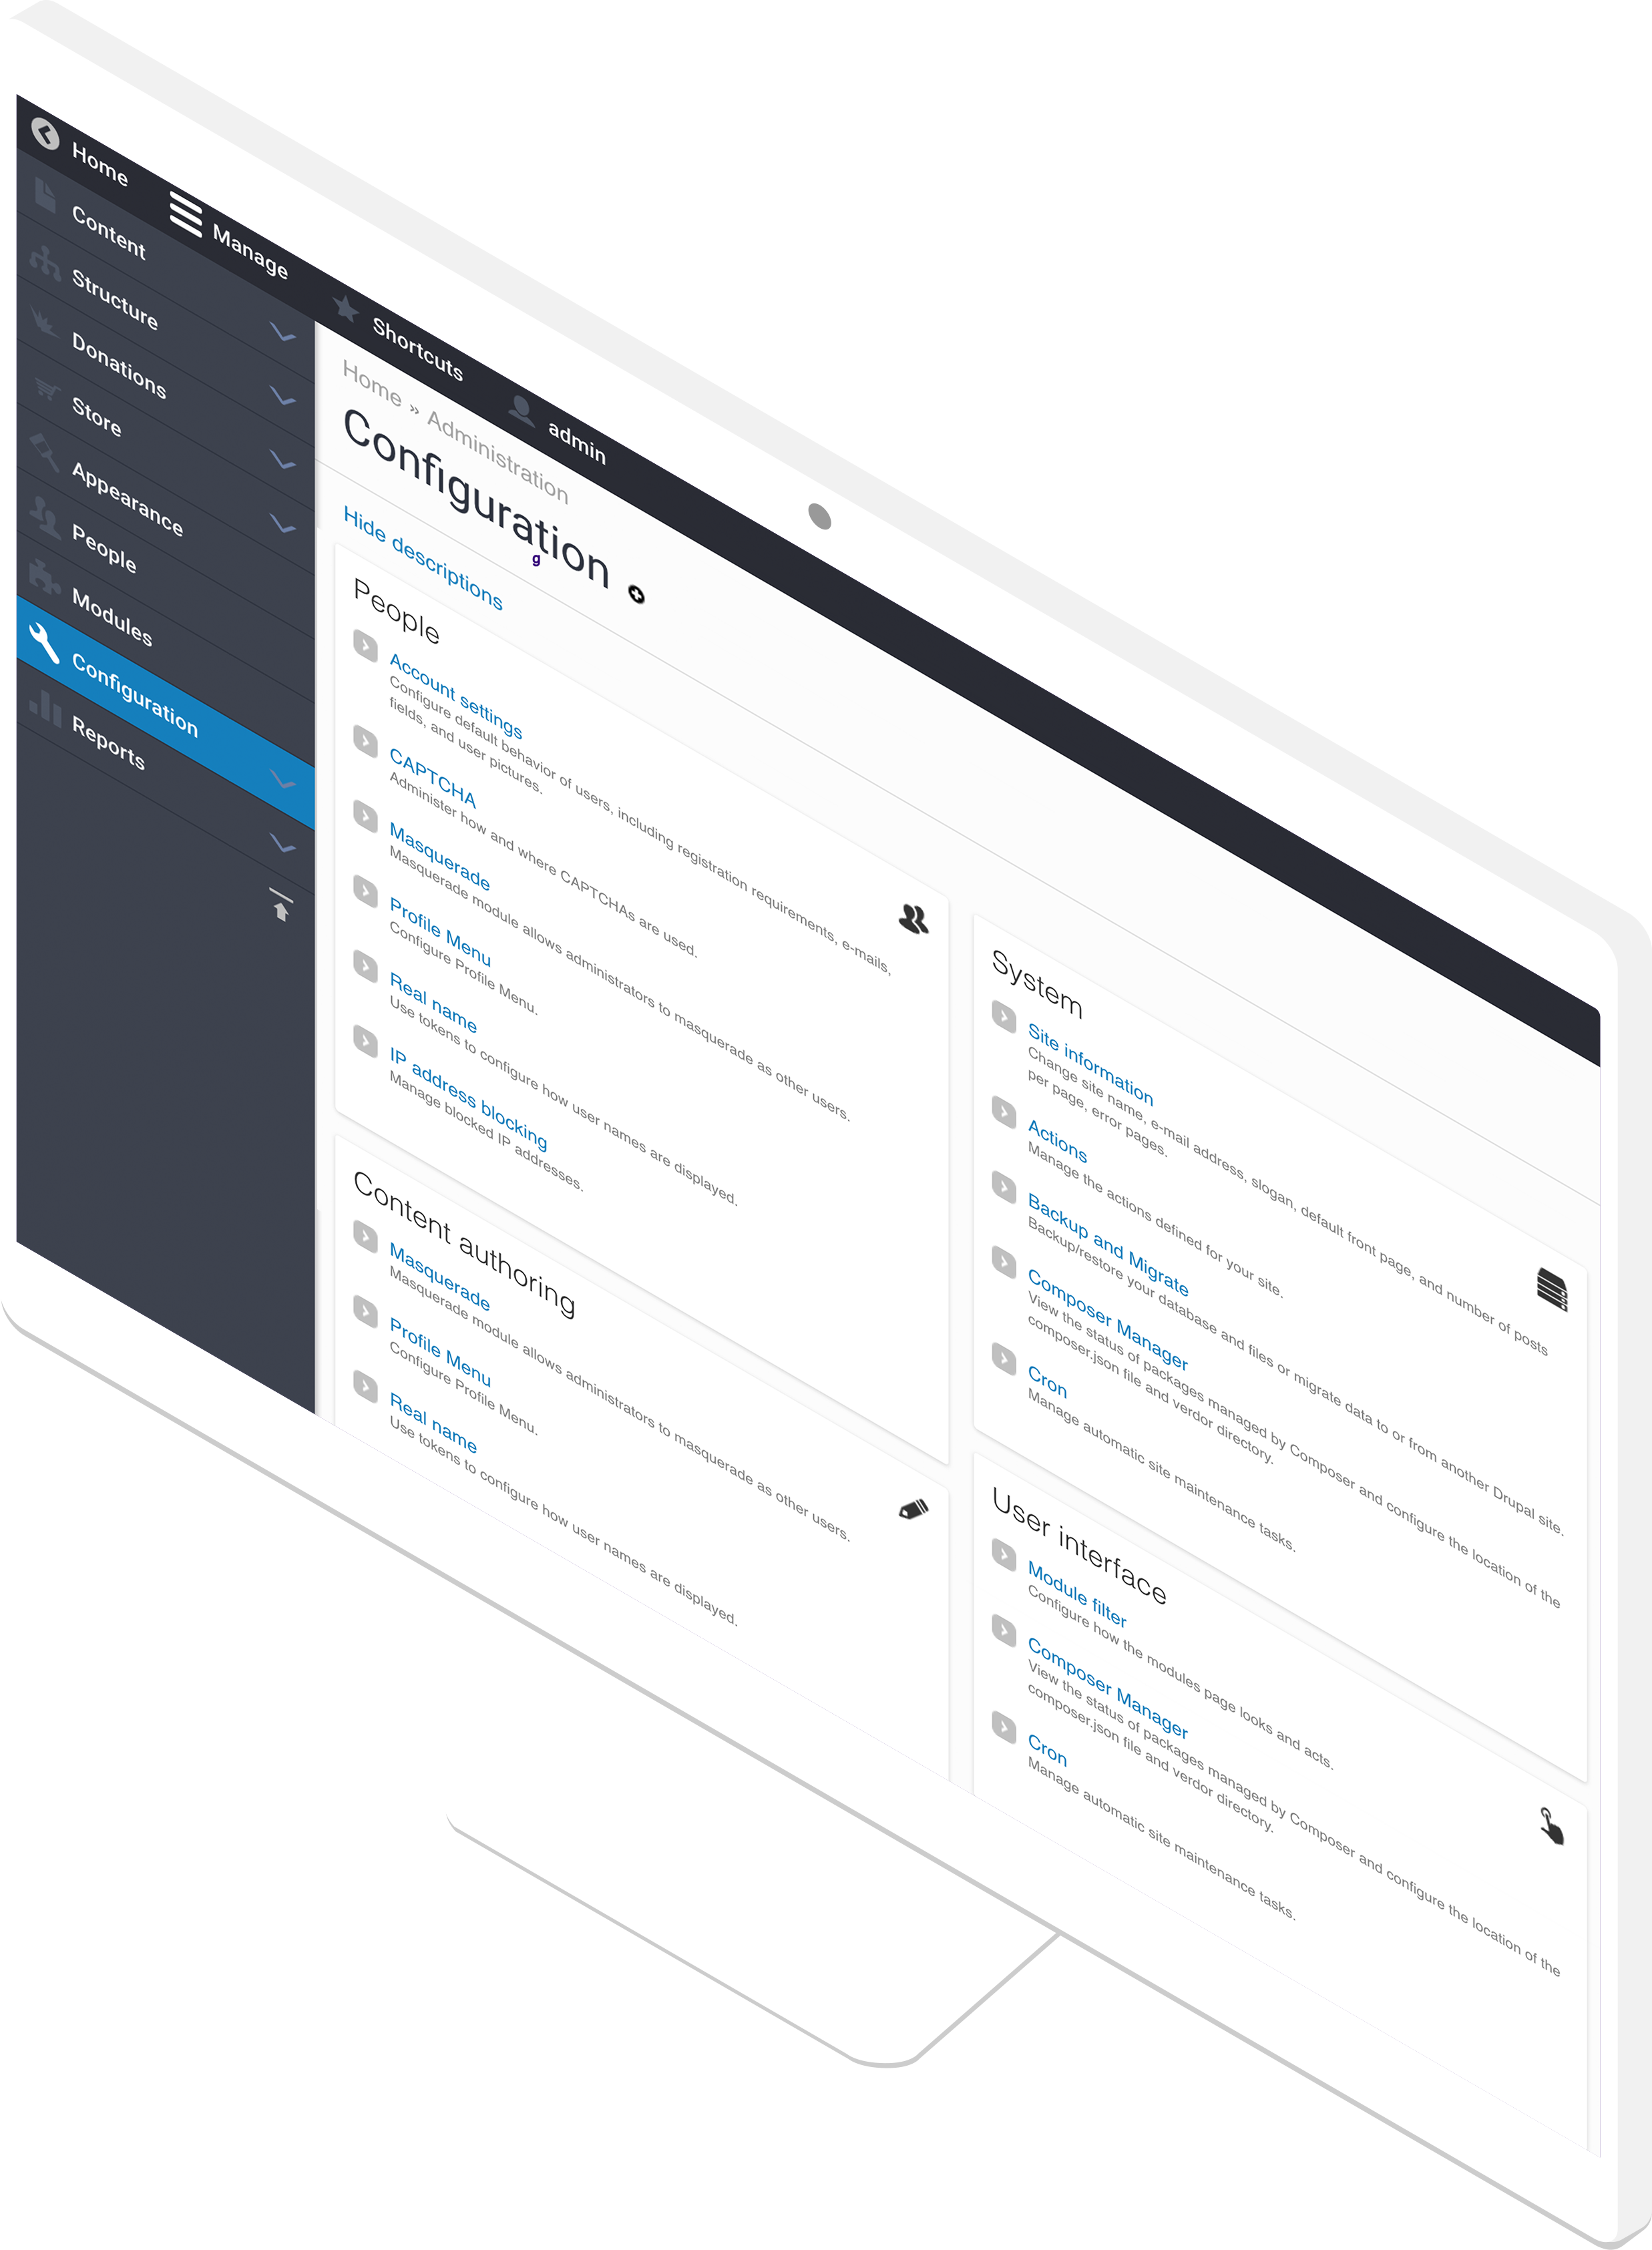 Home
Manage
Shortcuts
admin
Content
Structure
Donations
Store
Appearance
People
Modules
Configuration
Reports
Home » Administration
Configuration
g
Hide descriptions
People
Account settings
Configure default behavior of users, including registration requirements, e-mails,
fields, and user pictures.
CAPTCHA
Administer how and where CAPTCHAs are used.
Masquerade
Masquerade module allows administrators to masquerade as other users.
Profile Menu
Configure Profile Menu.
Real name
Use tokens to configure how user names are displayed.
IP address blocking
Manage blocked IP addresses.
Content authoring
Masquerade
Masquerade module allows administrators to masquerade as other users.
Profile Menu
Configure Profile Menu.
Real name
Use tokens to configure how user names are displayed.
System
Site information
Change site name, e-mail address, slogan, default front page, and number of posts
per page, error pages.
Actions
Manage the actions defined for your site.
Backup and Migrate
Backup/restore your database and files or migrate data to or from another Drupal site.
Composer Manager
View the status of packages managed by Composer and configure the location of the
composer.json file and verdor directory.
Cron
Manage automatic site maintenance tasks.
User interface
Module filter
Configure how the modules page looks and acts.
Composer Manager
View the status of packages managed by Composer and configure the location of the
composer.json file and verdor directory.
Cron
Manage automatic site maintenance tasks.